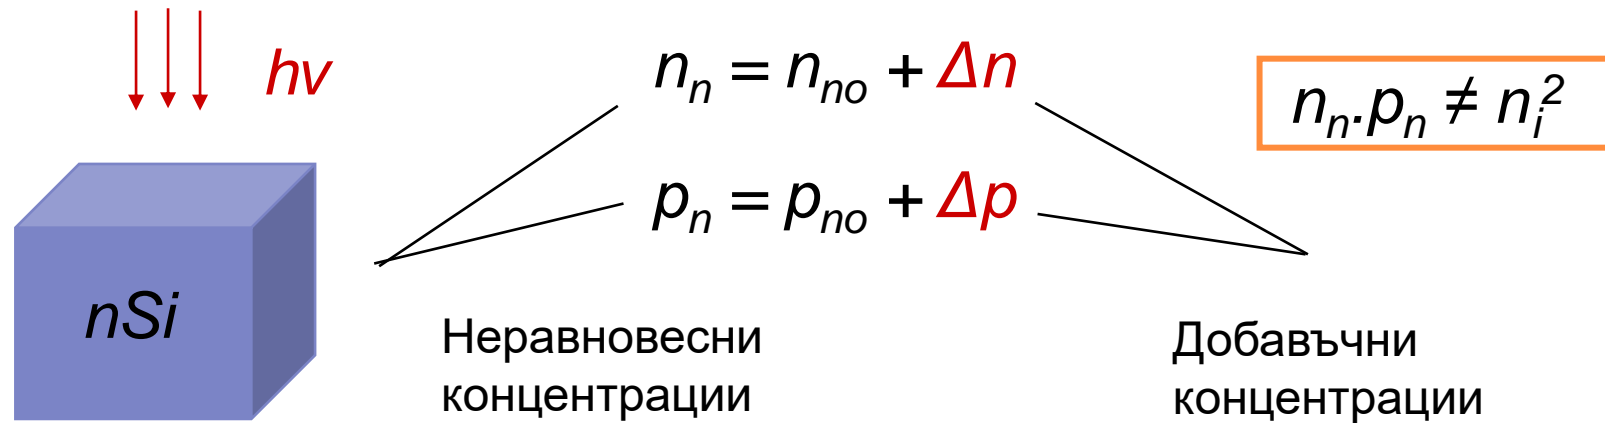 hν
nₙ = nₙₒ + Δn
pₙ = pₙₒ + Δp
nₙ.pₙ ≠ nᵢ²
nSi
Неравновесни
концентрации
Добавъчни
концентрации